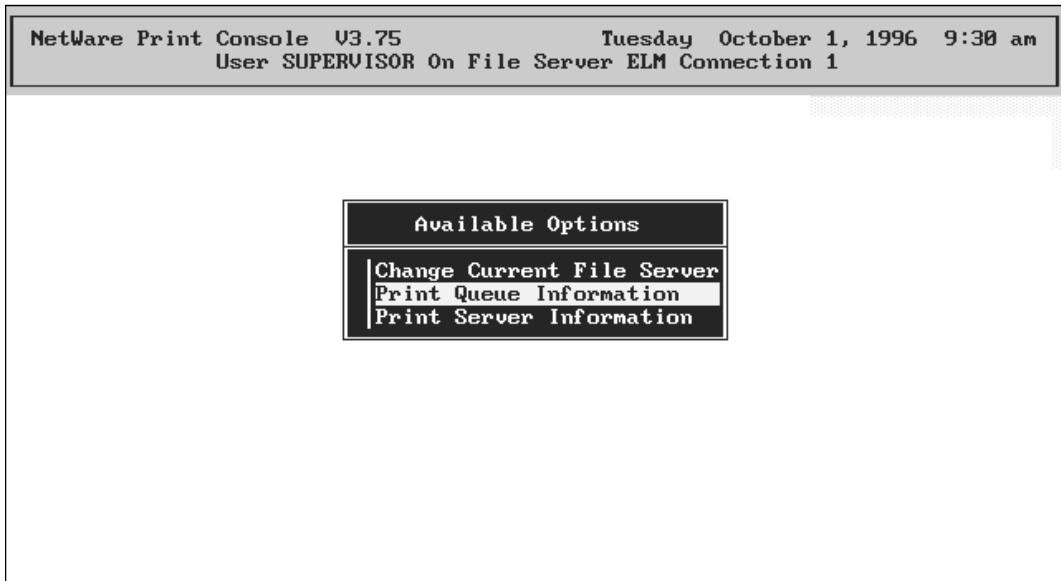 NetWare Print Console  V3.75    Tuesday  October 1, 1996  9:30 am
User SUPERVISOR On File Server ELM Connection 1
Available Options
Change Current File Server
Print Queue Information
Print Server Information